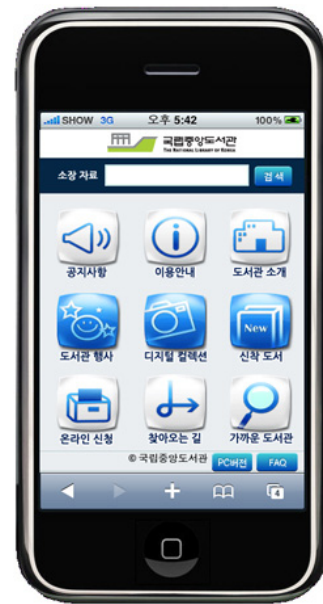 SHOW 3G 오후 5:42 100%
국립중앙도서관
THE NATIONAL LIBRARY OF KOREA
소장 자료 검색
공지사항 이용안내 도서관 소개
New
도서관 행사 디지털 컬렉션 신착 도서
온라인 신청 찾아오는 길 가까운 도서관
© 국립중앙도서관 PC버전 FAQ
4